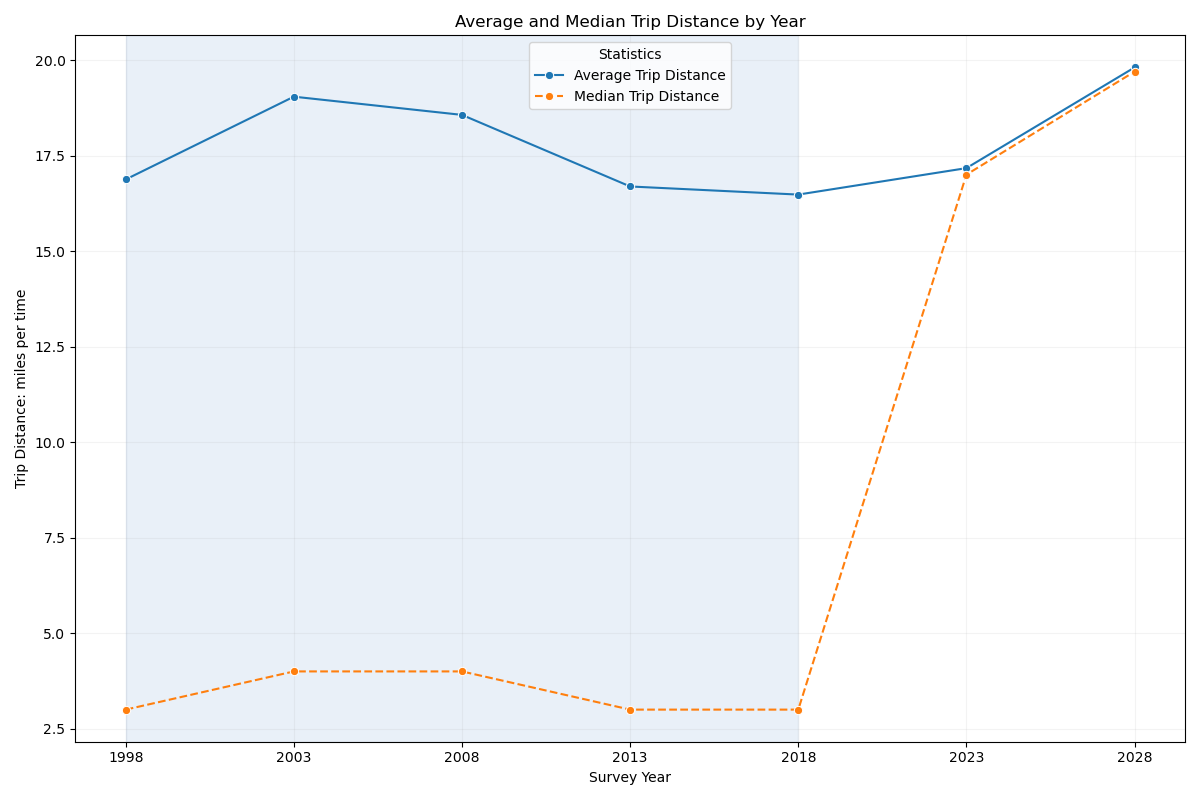 Average and Median Trip Distance by Year
Statistics
Average Trip Distance
Median Trip Distance
Trip Distance: miles per time
20.0
17.5
15.0
12.5
10.0
7.5
5.0
2.5
1998 2003 2008 2013 2018 2023 2028
Survey Year